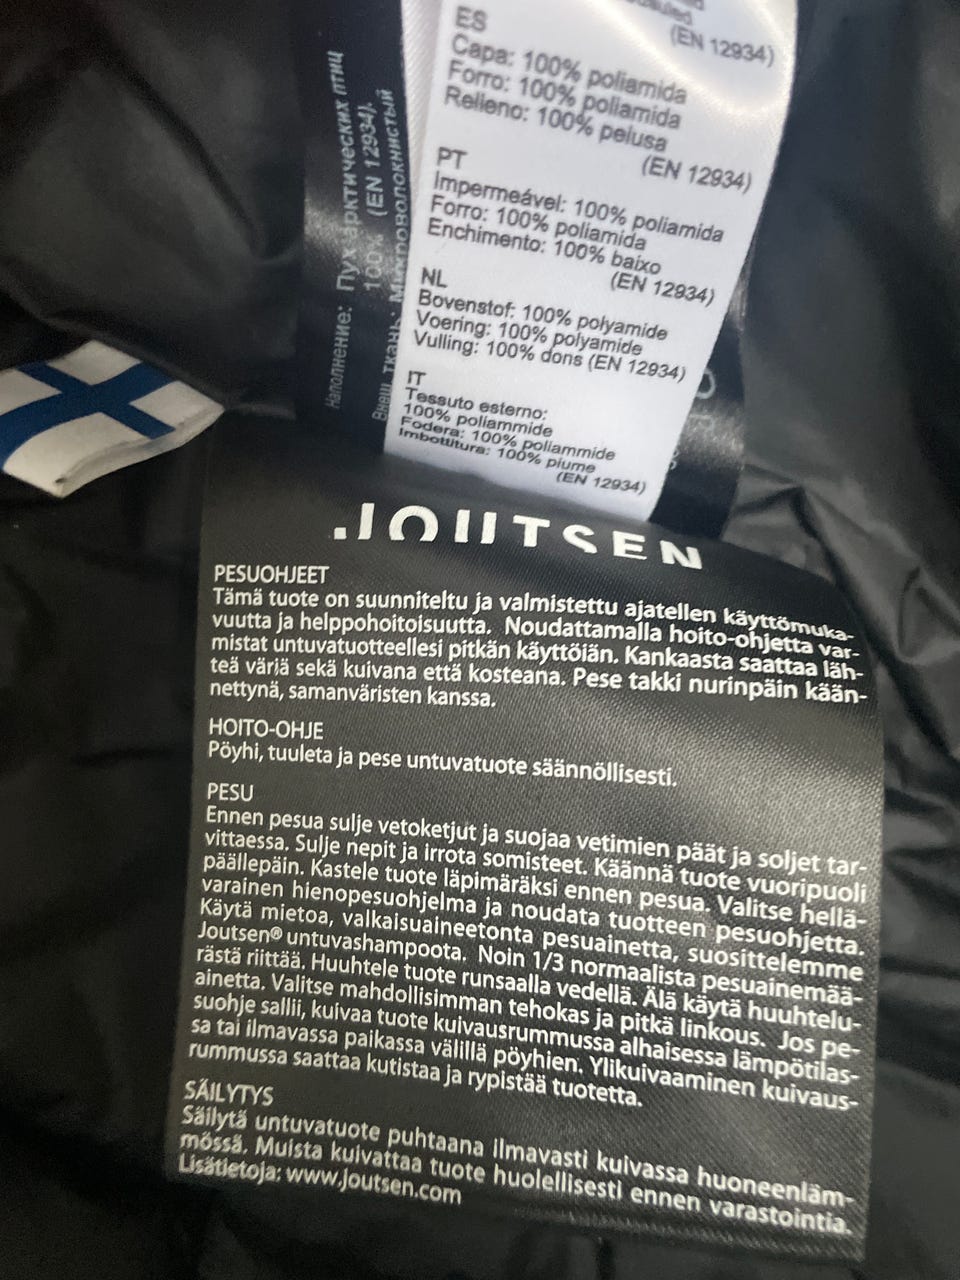 (EN 12934)
ES
Capa: 100% poliamida
Forro: 100% poliamida
Relleno: 100% pelusa
(EN 12934)
PT
Impermeável: 100% poliamida
Forro: 100% poliamida
Enchimento: 100% baixo
(EN 12934)
NL
Bovenstof: 100% polyamide
Voering: 100% polyamide
Vulling: 100% dons (EN 12934)
IT
Tessuto esterno:
100% poliammide
Fodera: 100% poliammide
Imbottitura: 100% piume
(EN 12934)
Наполнение: Пух арктических птиц
100% (EN 12934).
Внеш. ткань: Микроволокнистый
JOUTSEN
PESUOHJEET
Tämä tuote on suunniteltu ja valmistettu ajatellen käyttömuka-
vuutta ja helppohoitoisuutta. Noudattamalla hoito-ohjetta var-
mistat untuvatuotteellesi pitkän käyttöiän. Kankaasta saattaa läh-
teä väriä sekä kuivana että kosteana. Pese takki nurinpäin kään-
nettynä, samanväristen kanssa.
HOITO-OHJE
Pöyhi, tuuleta ja pese untuvatuote säännöllisesti.
PESU
Ennen pesua sulje vetoketjut ja suojaa vetimien päät ja soljet tar-
vittaessa. Sulje nepit ja irrota somisteet. Käännä tuote vuoripuoli
päällepäin. Kastele tuote läpimäräksi ennen pesua. Valitse hellä-
varainen hienopesuohjelma ja noudata tuotteen pesuohjetta.
Käytä mietoa, valkaisuaineetonta pesuainetta, suosittelemme
Joutsen® untuvashampoota. Noin 1/3 normaalista pesuainemää-
rästä riittää. Huuhtele tuote runsaalla vedellä. Älä käytä huuhtelu-
ainetta. Valitse mahdollisimman tehokas ja pitkä linkous. Jos pe-
suohje sallii, kuivaa tuote kuivausrummussa alhaisessa lämpötilas-
sa tai ilmavassa paikassa välillä pöyhien. Ylikuivaaminen kuivaus-
rummussa saattaa kutistaa ja rypistää tuotetta.
SÄILYTYS
Säilytä untuvatuote puhtaana ilmavasti kuivassa huoneenläm-
mössä. Muista kuivattaa tuote huolellisesti ennen varastointia.
Lisätietoja: www.joutsen.com